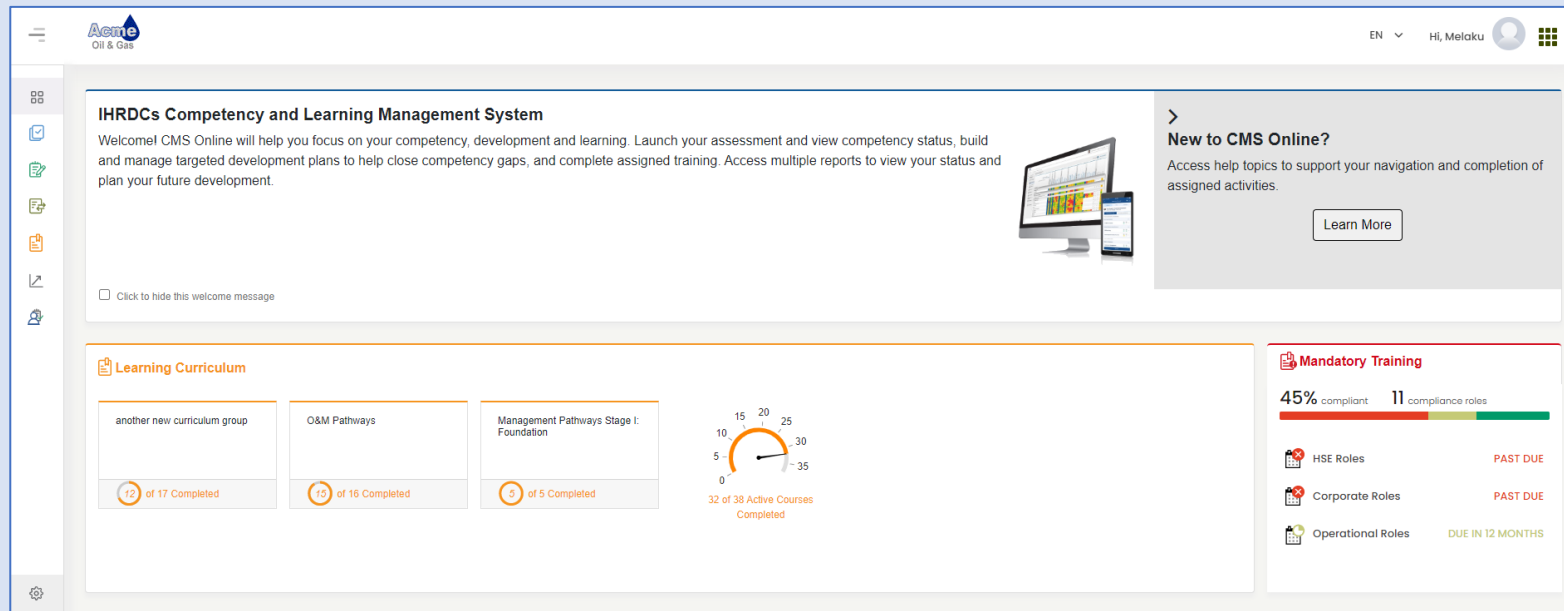 Acme
Oil & Gas
EN
Hi, Melaku
IHRDCs Competency and Learning Management System
Welcome! CMS Online will help you focus on your competency, development and learning. Launch your assessment and view competency status, build
and manage targeted development plans to help close competency gaps, and complete assigned training. Access multiple reports to view your status and
plan your future development.
Click to hide this welcome message
New to CMS Online?
Access help topics to support your navigation and completion of
assigned activities.
Learn More
Learning Curriculum
another new curriculum group
12 of 17 Completed
O&M Pathways
15 of 16 Completed
Management Pathways Stage I:
Foundation
5 of 5 Completed
0
5
10
15
20
25
30
35
32 of 38 Active Courses
Completed
Mandatory Training
45% compliant 11 compliance roles
HSE Roles PAST DUE
Corporate Roles PAST DUE
Operational Roles DUE IN 12 MONTHS